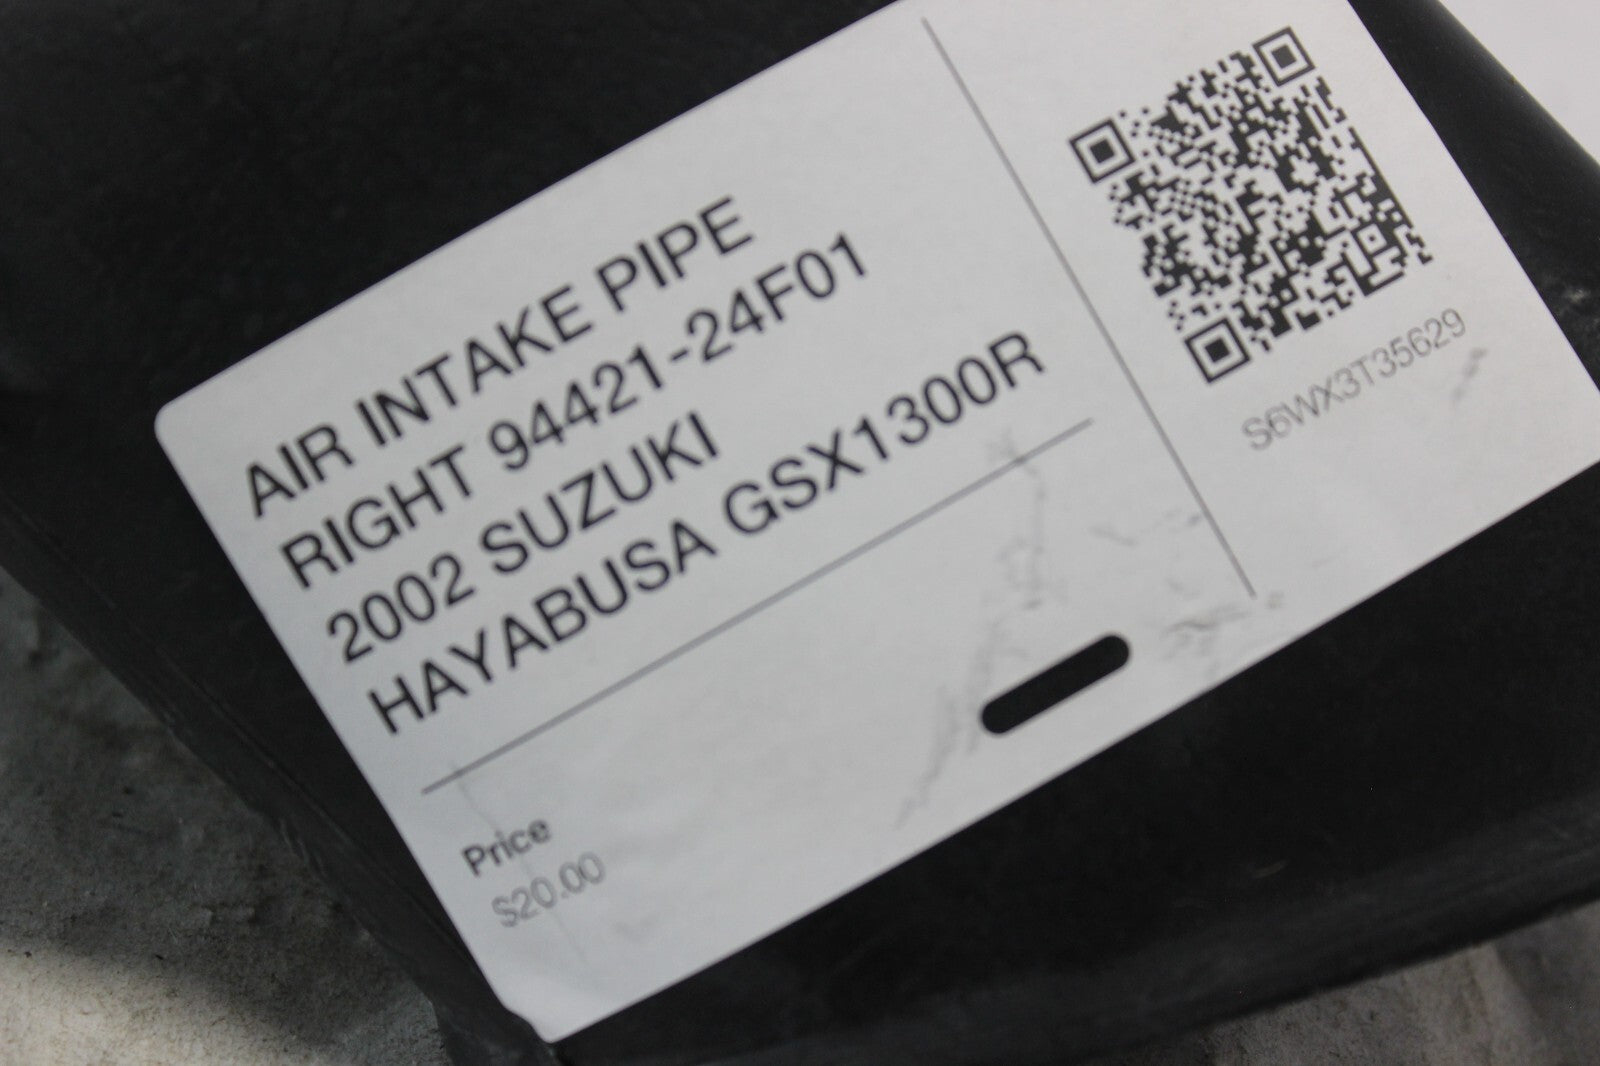 AIR INTAKE PIPE
RIGHT 94421-24F01
2002 SUZUKI
HAYABUSA GSX1300R
Price
$20.00
S6WX3T35629